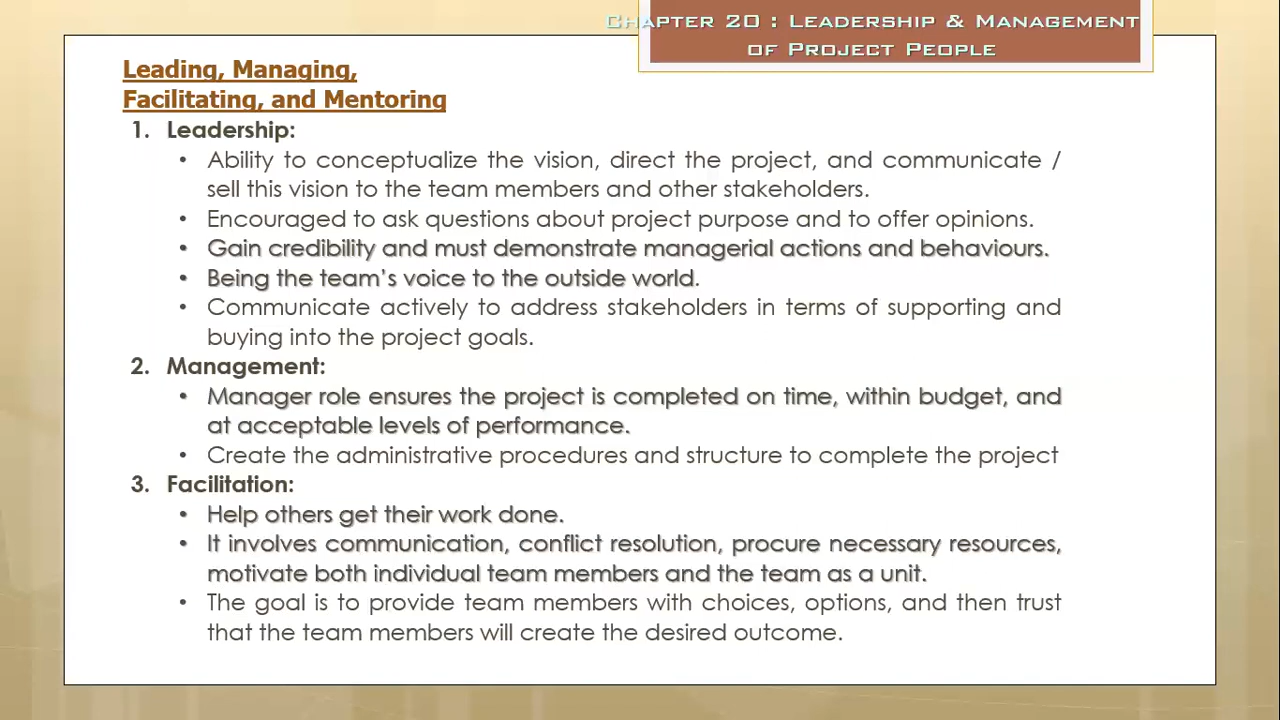 Chapter 20 : Leadership & Management
of Project People
Leading, Managing,
Facilitating, and Mentoring
1. Leadership:
• Ability to conceptualize the vision, direct the project, and communicate /
sell this vision to the team members and other stakeholders.
• Encouraged to ask questions about project purpose and to offer opinions.
• Gain credibility and must demonstrate managerial actions and behaviours.
• Being the team's voice to the outside world.
• Communicate actively to address stakeholders in terms of supporting and
buying into the project goals.
2. Management:
• Manager role ensures the project is completed on time, within budget, and
at acceptable levels of performance.
• Create the administrative procedures and structure to complete the project
3. Facilitation:
• Help others get their work done.
• It involves communication, conflict resolution, procure necessary resources,
motivate both individual team members and the team as a unit.
• The goal is to provide team members with choices, options, and then trust
that the team members will create the desired outcome.